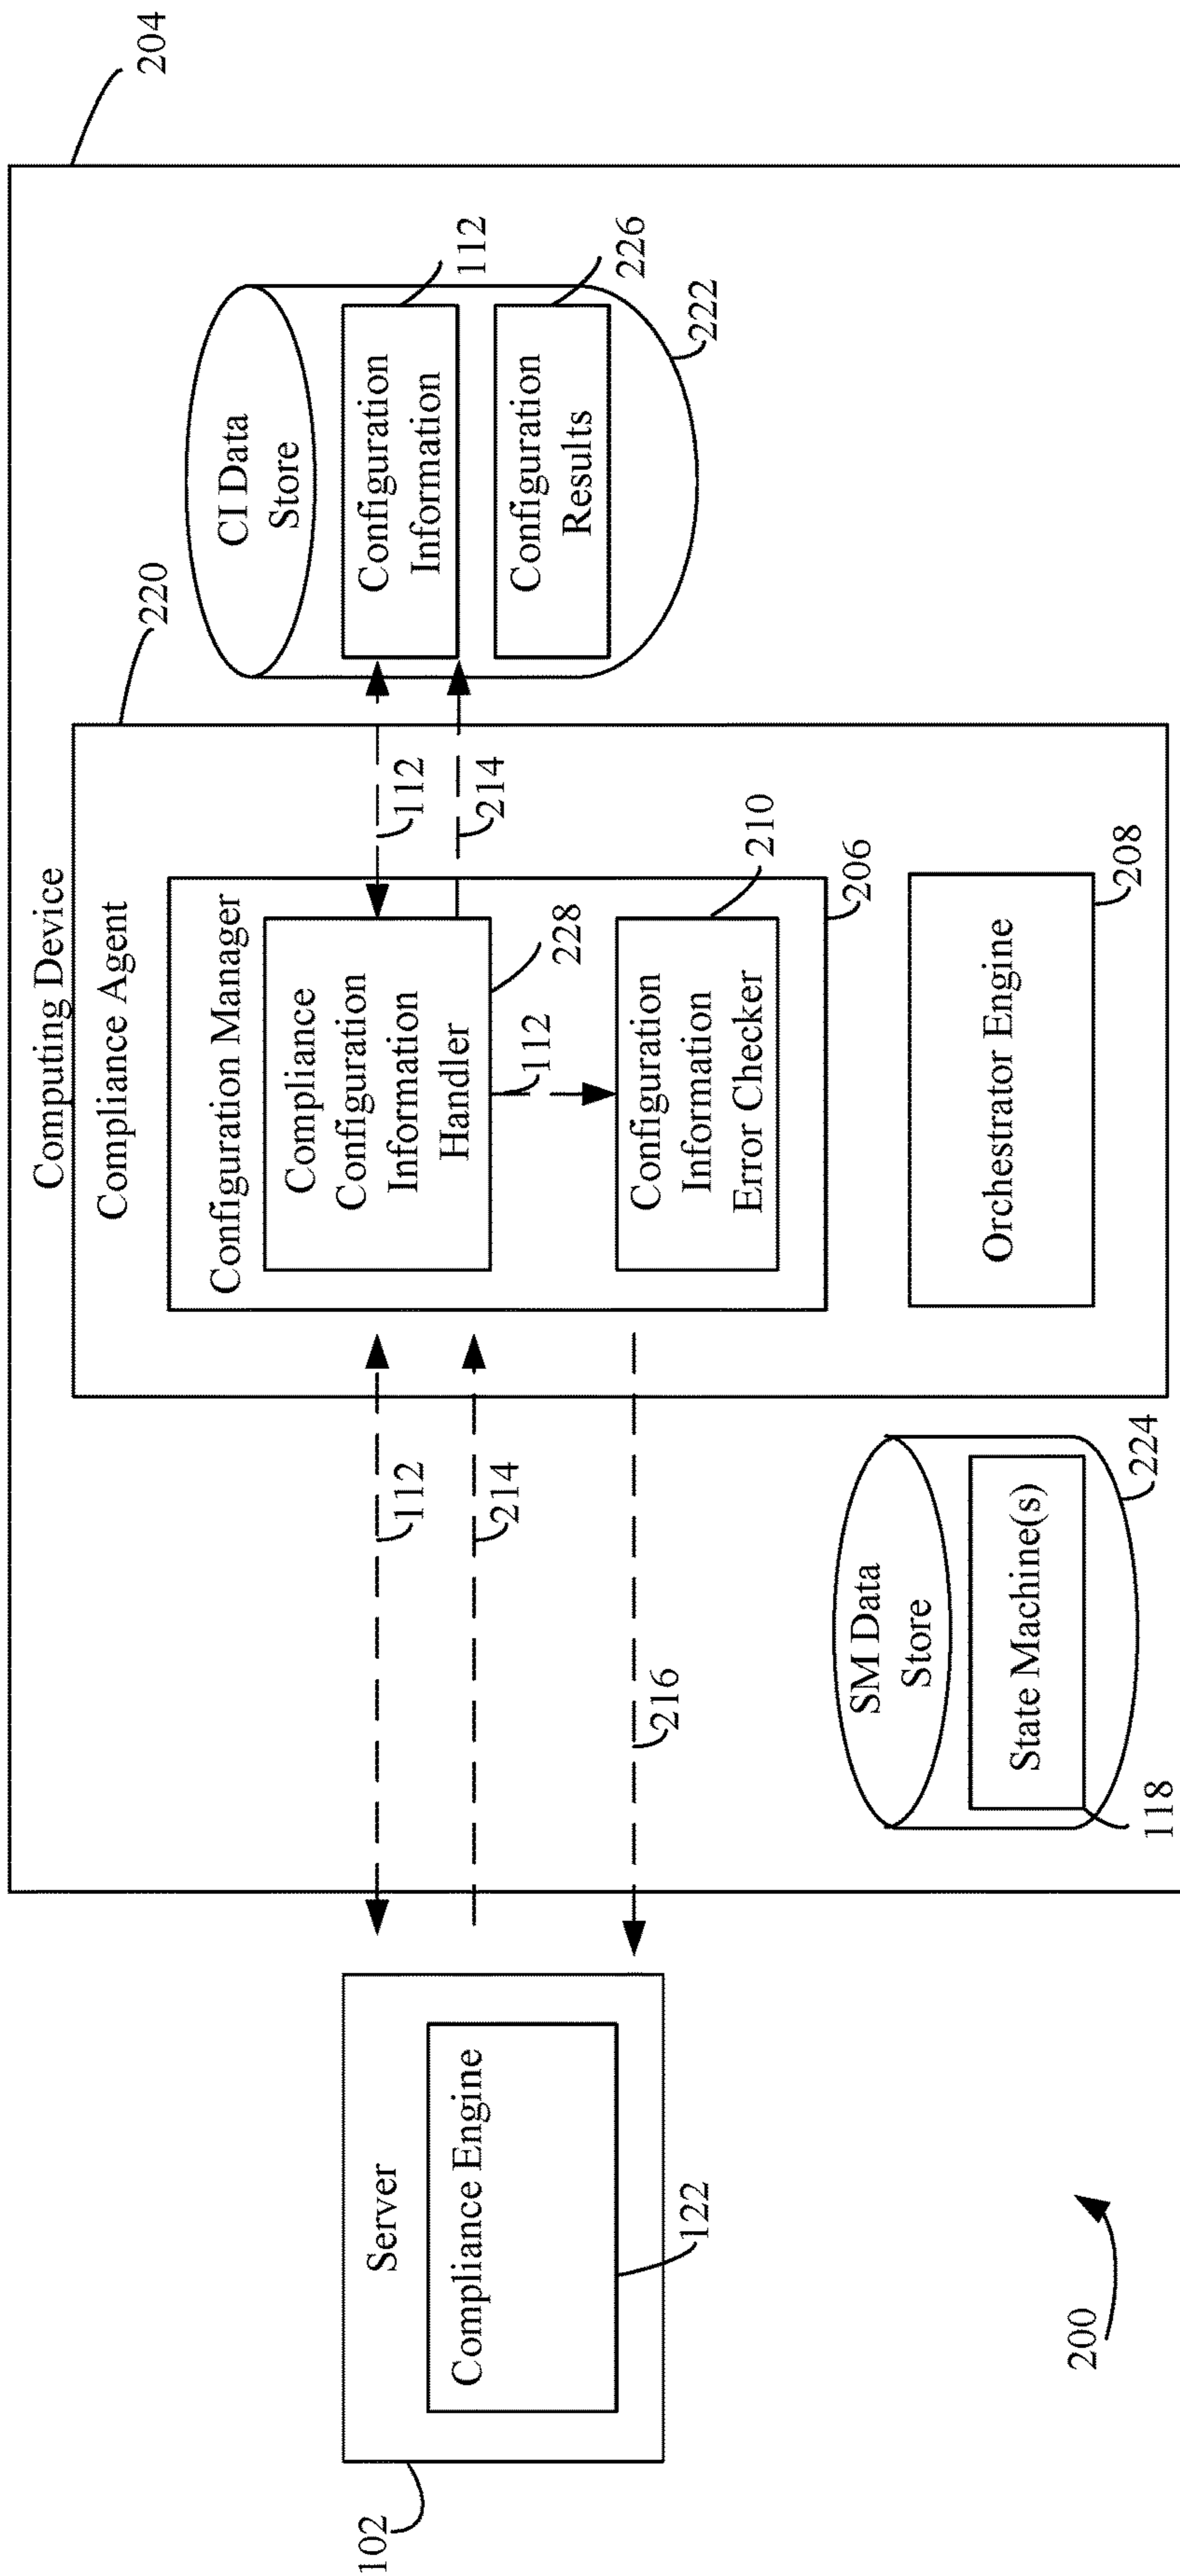 204
Computing Device
220
Compliance Agent
Configuration Manager
Compliance
Configuration
Information
Handler
228
112
Configuration
Information
Error Checker
210
206
Orchestrator Engine
208
CI Data
Store
Configuration
Information
112
Configuration
Results
226
222
112
214
112
214
216
SM Data
Store
State Machine(s)
118
224
Server
Compliance Engine
122
102
200